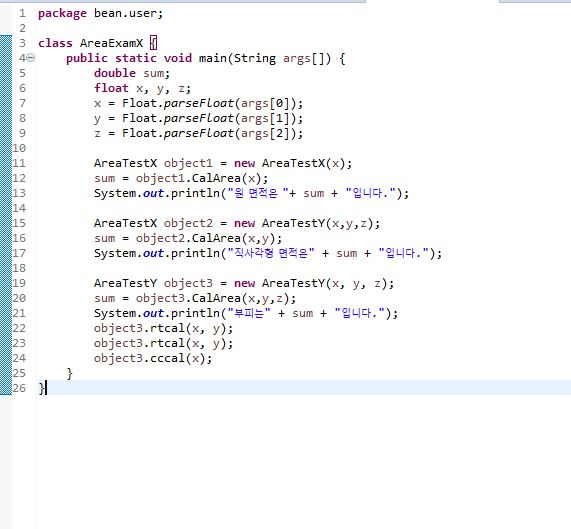 1 package bean.user;
2
3 class AreaExamX {
4 public static void main(String args[]) {
5 double sum;
6 float x, y, z;
7 x = Float.parseFloat(args[0]);
8 y = Float.parseFloat(args[1]);
9 z = Float.parseFloat(args[2]);
10
11 AreaTestX object1 = new AreaTestX(x);
12 sum = object1.CalArea(x);
13 System.out.println("원 면적은 "+ sum + "입니다.");
14
15 AreaTestX object2 = new AreaTestY(x,y,z);
16 sum = object2.CalArea(x,y);
17 System.out.println("직사각형 면적은" + sum + "입니다.");
18
19 AreaTestY object3 = new AreaTestY(x, y, z);
20 sum = object3.CalArea(x,y,z);
21 System.out.println("부피는" + sum + "입니다.");
22 object3.rtcal(x, y);
23 object3.rtcal(x, y);
24 object3.cccal(x);
25 }
26 }